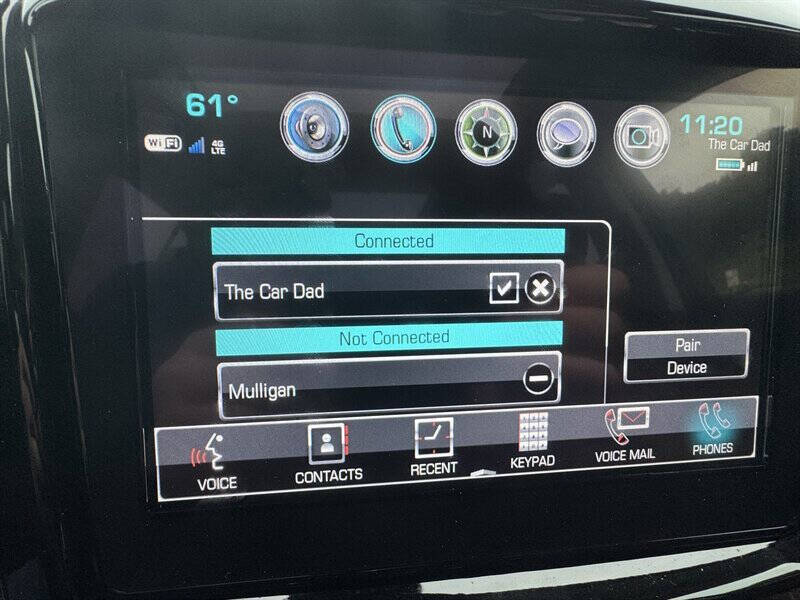 61°
WiFi
4G
LTE
N
11:20
The Car Dad
Connected
The Car Dad
Not Connected
Mulligan
Pair
Device
VOICE
CONTACTS
RECENT
KEYPAD
VOICE MAIL
PHONES